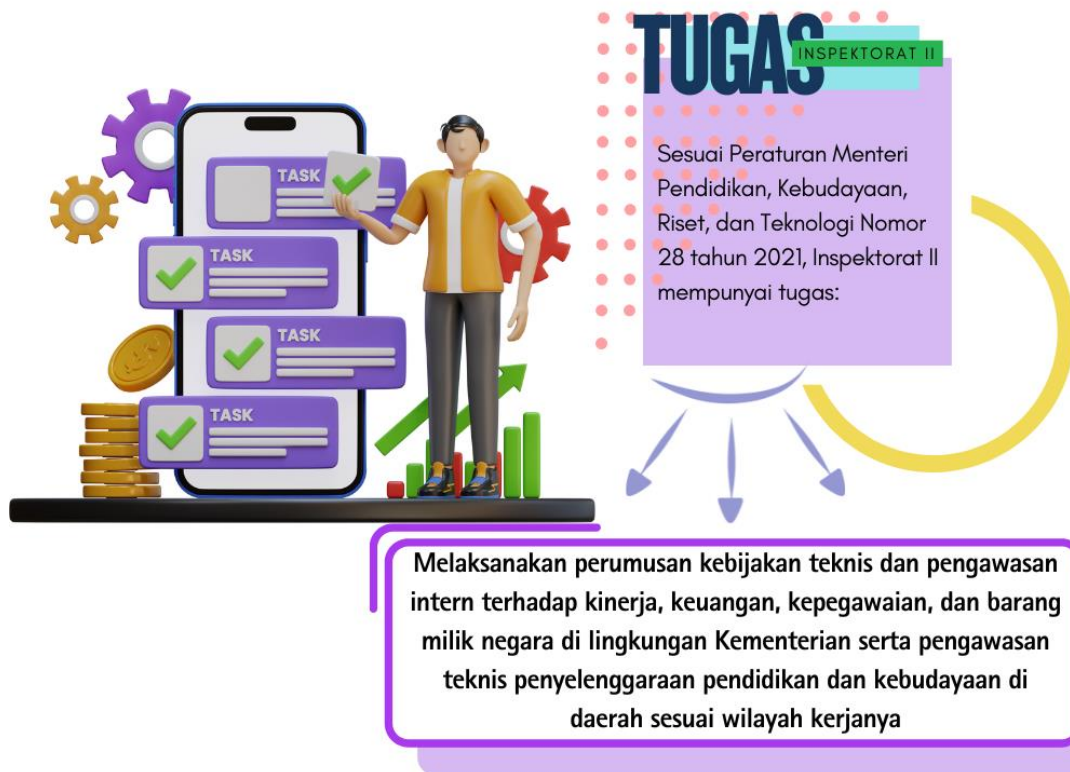 TUGAS
INSPEKTORAT II
Sesuai Peraturan Menteri
Pendidikan, Kebudayaan,
Riset, dan Teknologi Nomor
28 tahun 2021, Inspektorat II
mempunyai tugas:
TASK
TASK
TASK
TASK
Melaksanakan perumusan kebijakan teknis dan pengawasan
intern terhadap kinerja, keuangan, kepegawaian, dan barang
milik negara di lingkungan Kementerian serta pengawasan
teknis penyelenggaraan pendidikan dan kebudayaan di
daerah sesuai wilayah kerjanya